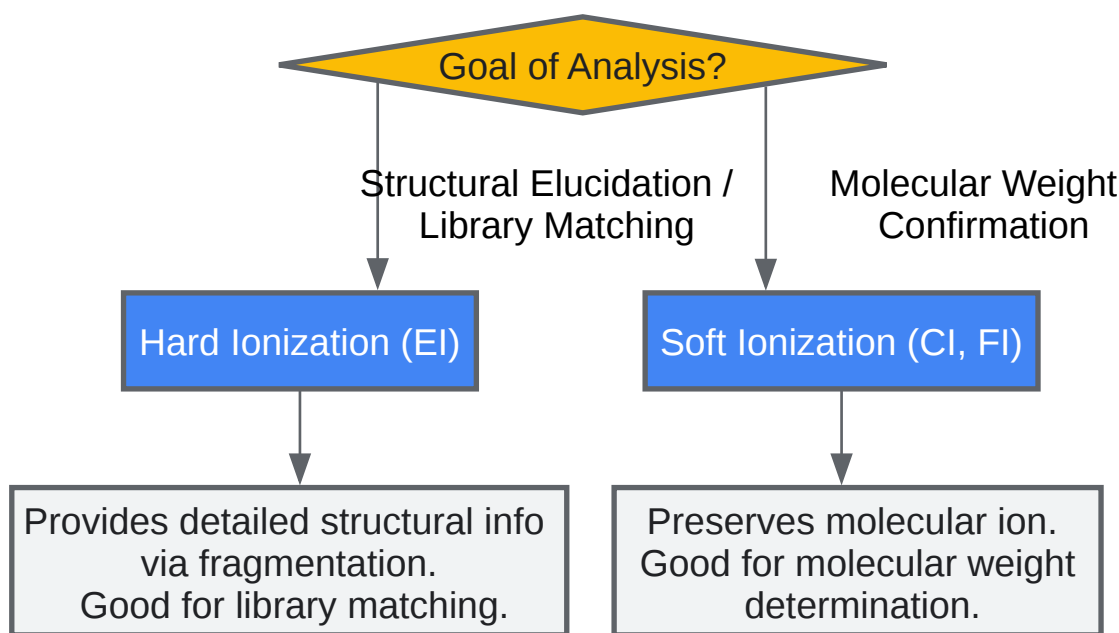 Goal of Analysis?
Structural Elucidation /
Library Matching
Molecular Weight
Confirmation
Hard Ionization (EI)
Soft Ionization (CI, FI)
Provides detailed structural info
via fragmentation.
Good for library matching.
Preserves molecular ion.
Good for molecular weight
determination.